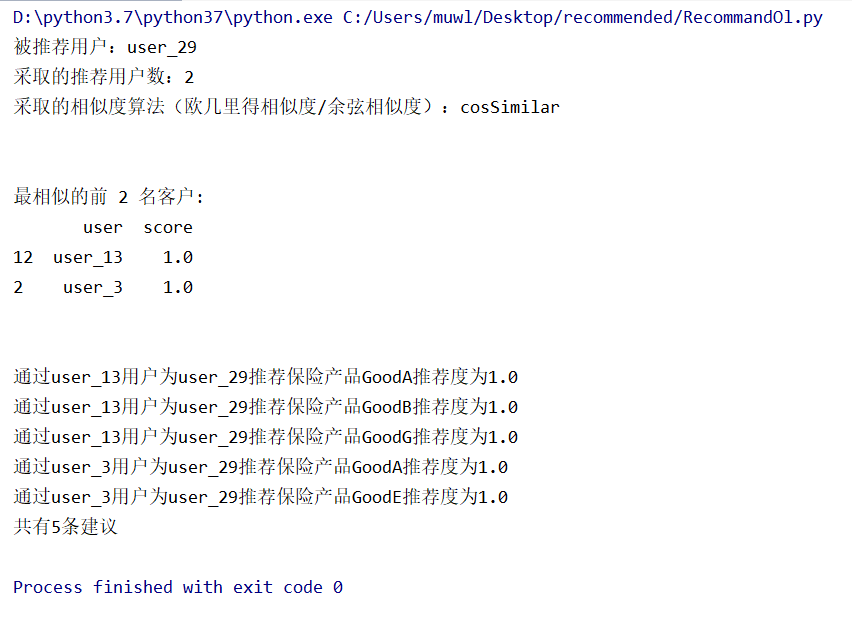 D:\python3.7\python37\python.exe C:/Users/muwl/Desktop/recommended/RecommandOl.py
被推荐用户：user_29
采取的推荐用户数：2
采取的相似度算法（欧几里得相似度/余弦相似度）：cosSimilar
最相似的前 2 名客户:
user score
12 user_13 1.0
2 user_3 1.0
通过user_13用户为user_29推荐保险产品GoodA推荐度为1.0
通过user_13用户为user_29推荐保险产品GoodB推荐度为1.0
通过user_13用户为user_29推荐保险产品GoodG推荐度为1.0
通过user_3用户为user_29推荐保险产品GoodA推荐度为1.0
通过user_3用户为user_29推荐保险产品GoodE推荐度为1.0
共有5条建议
Process finished with exit code 0